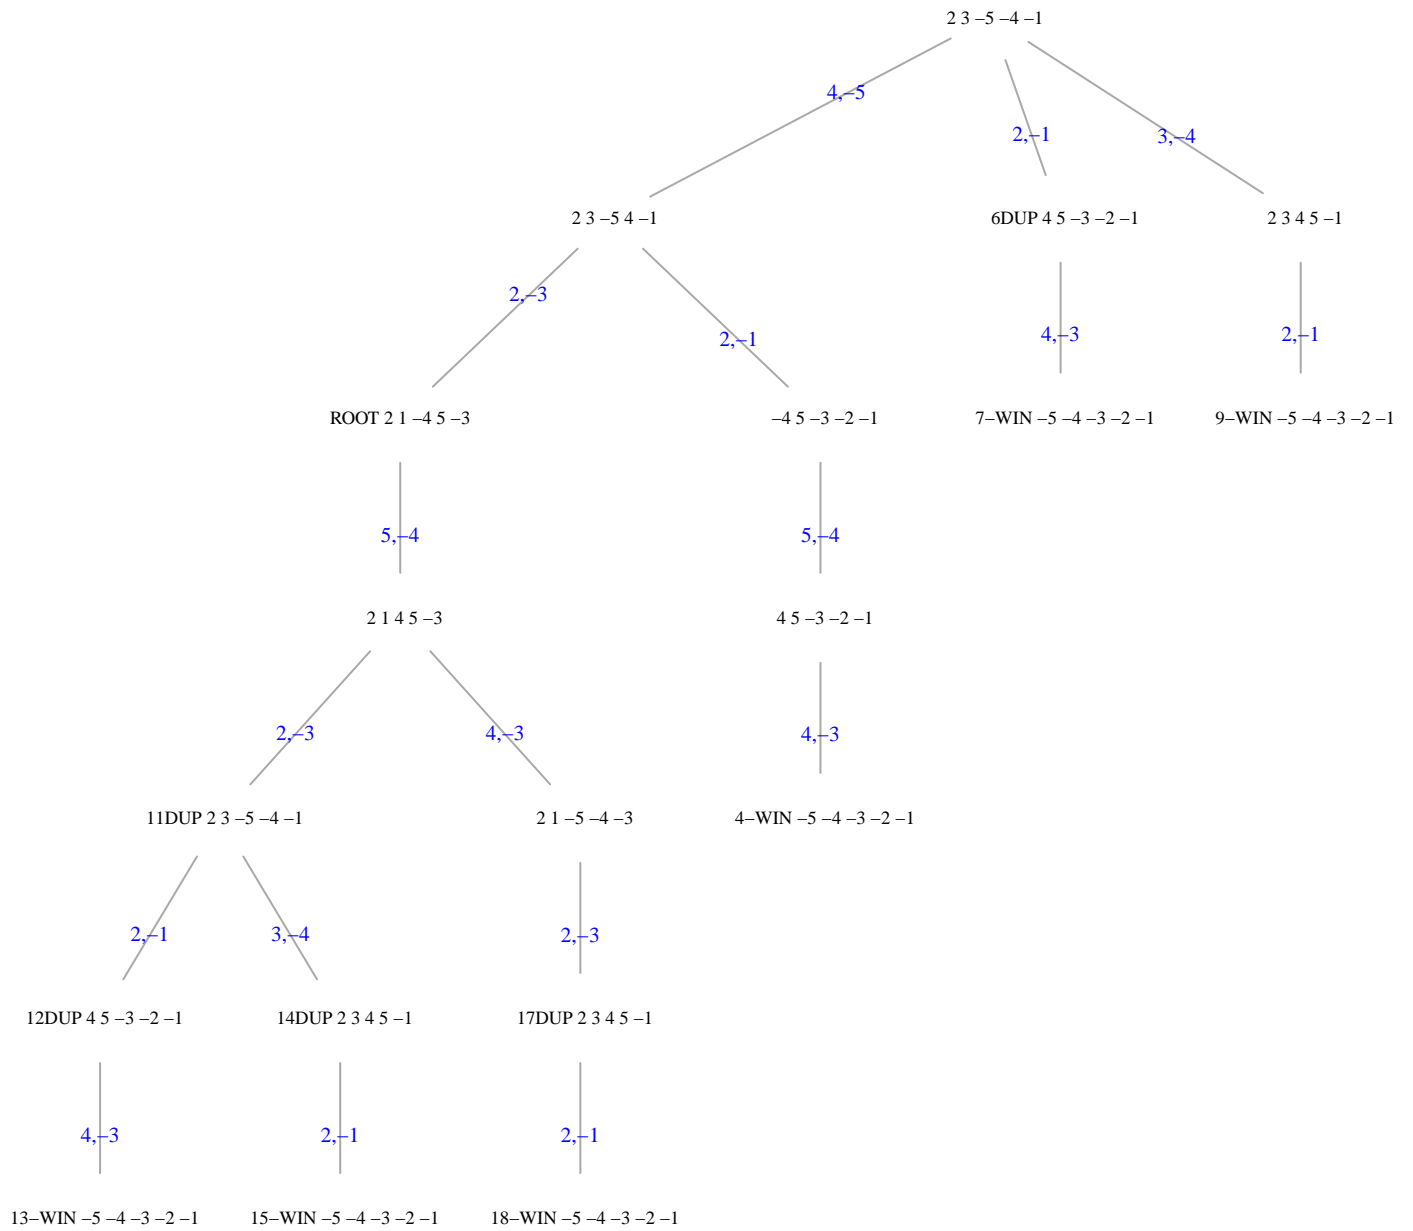 2 3 −5 −4 −1
4,−5
2,−1
3,−4
2 3 −5 4 −1
6DUP 4 5 −3 −2 −1
2 3 4 5 −1
2,−3
2,−1
4,−3
2,−1
ROOT 2 1 −4 5 −3
−4 5 −3 −2 −1
7−WIN −5 −4 −3 −2 −1
9−WIN −5 −4 −3 −2 −1
5,−4
5,−4
2 1 4 5 −3
4 5 −3 −2 −1
2,−3
4,−3
4,−3
11DUP 2 3 −5 −4 −1
2 1 −5 −4 −3
4−WIN −5 −4 −3 −2 −1
2,−1
3,−4
2,−3
12DUP 4 5 −3 −2 −1
14DUP 2 3 4 5 −1
17DUP 2 3 4 5 −1
4,−3
2,−1
2,−1
13−WIN −5 −4 −3 −2 −1
15−WIN −5 −4 −3 −2 −1
18−WIN −5 −4 −3 −2 −1